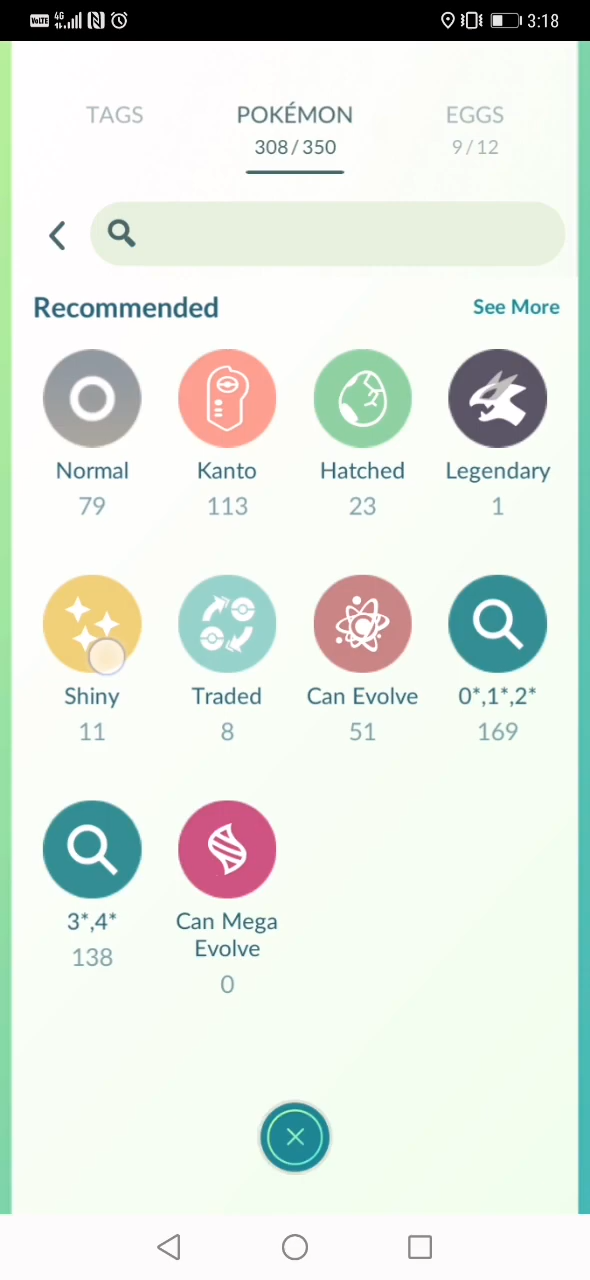 VoLTE 4G 3:18
TAGS POKÉMON EGGS
308/350 9/12
Recommended See More
Normal Kanto Hatched Legendary
79 113 23 1
Shiny Traded Can Evolve 0*,1*,2*
11 8 51 169
3*,4* Can Mega
Evolve
138 0